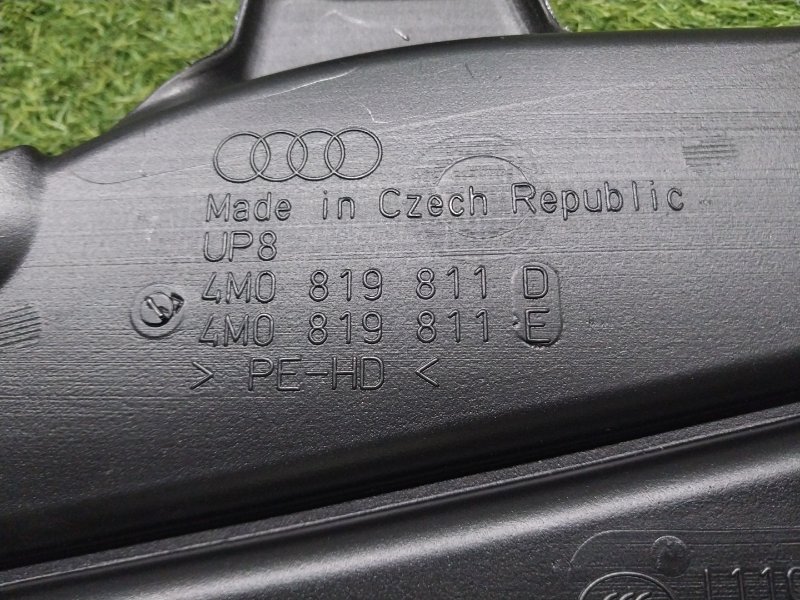 Made in Czech Republic
UP8
4M0 819 811 D
4M0 819 811 E
> PE-HD <